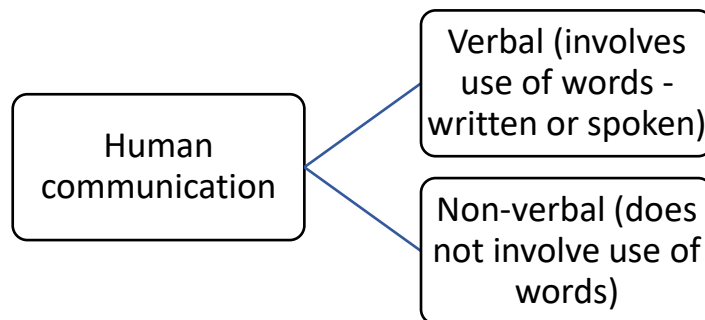 Human
communication
Verbal (involves
use of words -
written or spoken)
Non-verbal (does
not involve use of
words)